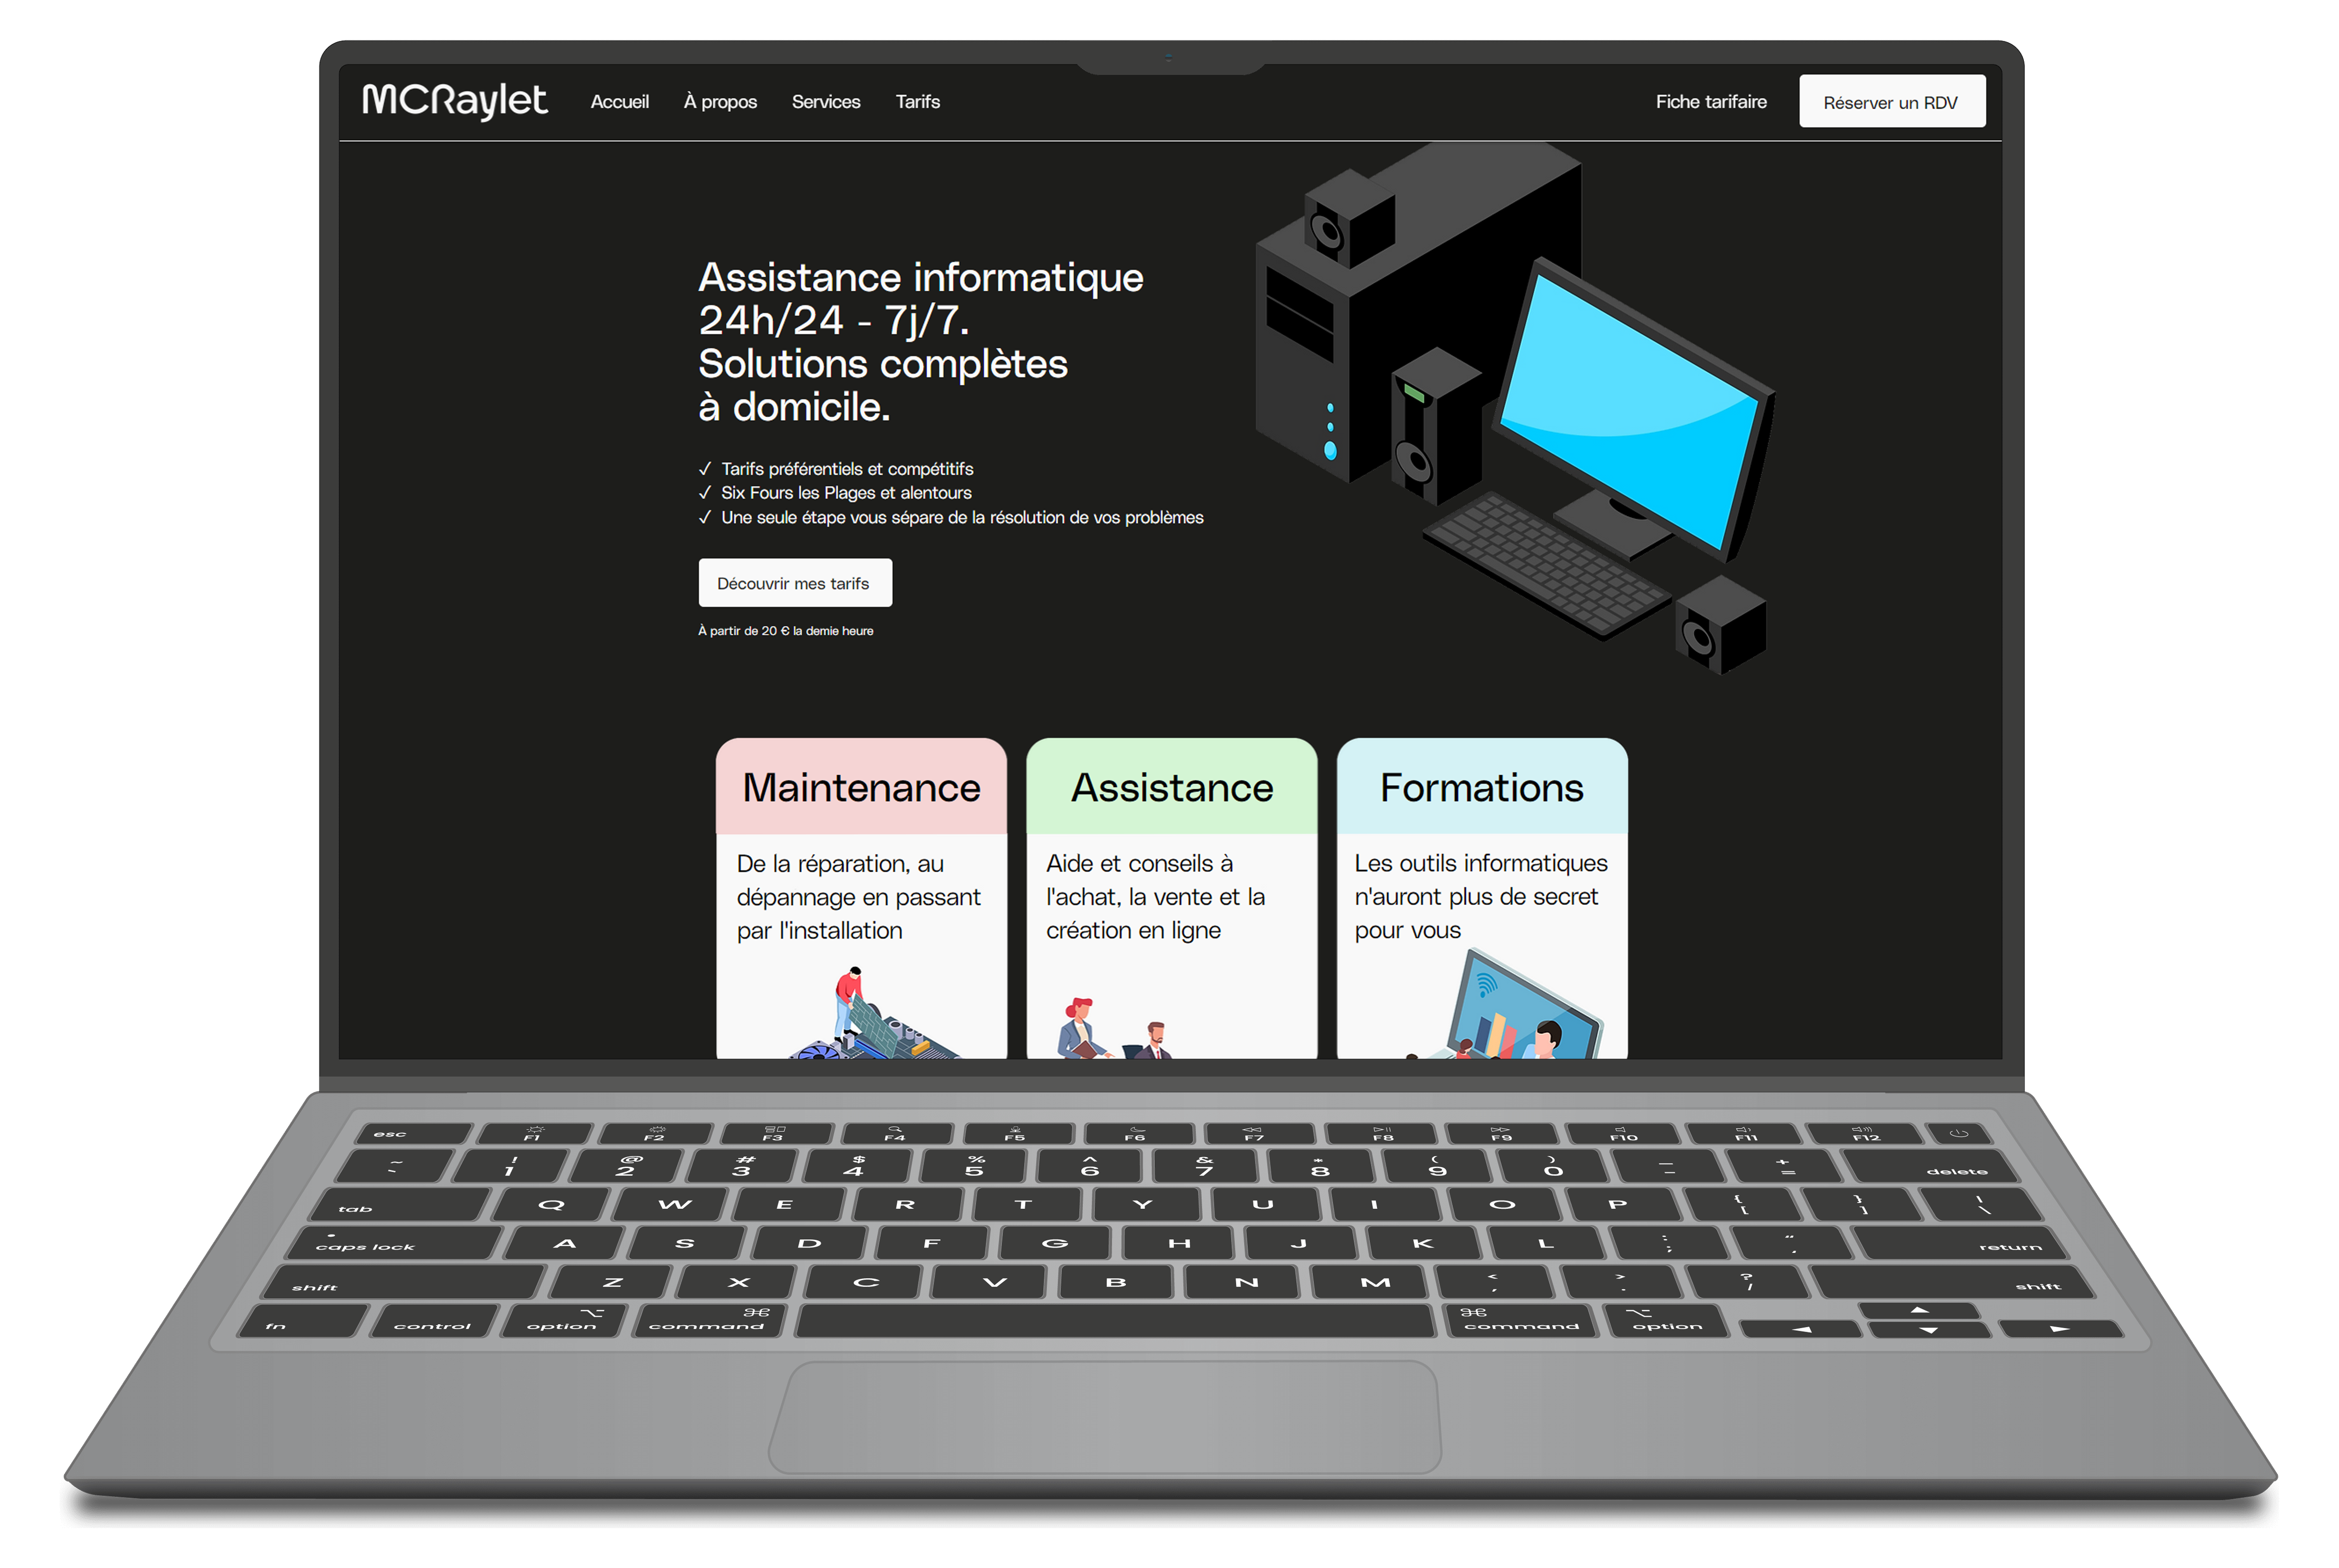 MCRaylet
Accueil
À propos
Services
Tarifs
Fiche tarifaire
Réserver un RDV
Assistance informatique
24h/24 - 7j/7.
Solutions complètes
à domicile.
✓ Tarifs préférentiels et compétitifs
✓ Six Fours les Plages et alentours
✓ Une seule étape vous sépare de la résolution de vos problèmes
Découvrir mes tarifs
À partir de 20 € la demie heure
Maintenance
De la réparation, au
dépannage en passant
par l'installation
Assistance
Aide et conseils à
l'achat, la vente et la
création en ligne
Formations
Les outils informatiques
n'auront plus de secret
pour vous
esc F1 F2 F3 F4 F5 F6 F7 F8 F9 F10 F11 F12
~ ! @ # $ % ^ & * ( ) _ +
` 1 2 3 4 5 6 7 8 9 0 - = delete
tab Q W E R T Y U I O P { [ } ] | \
caps lock A S D F G H J K L : ; " ' return
shift Z X C V B N M < , > . ? / shift
fn control option ⌘ command ⌘ command option